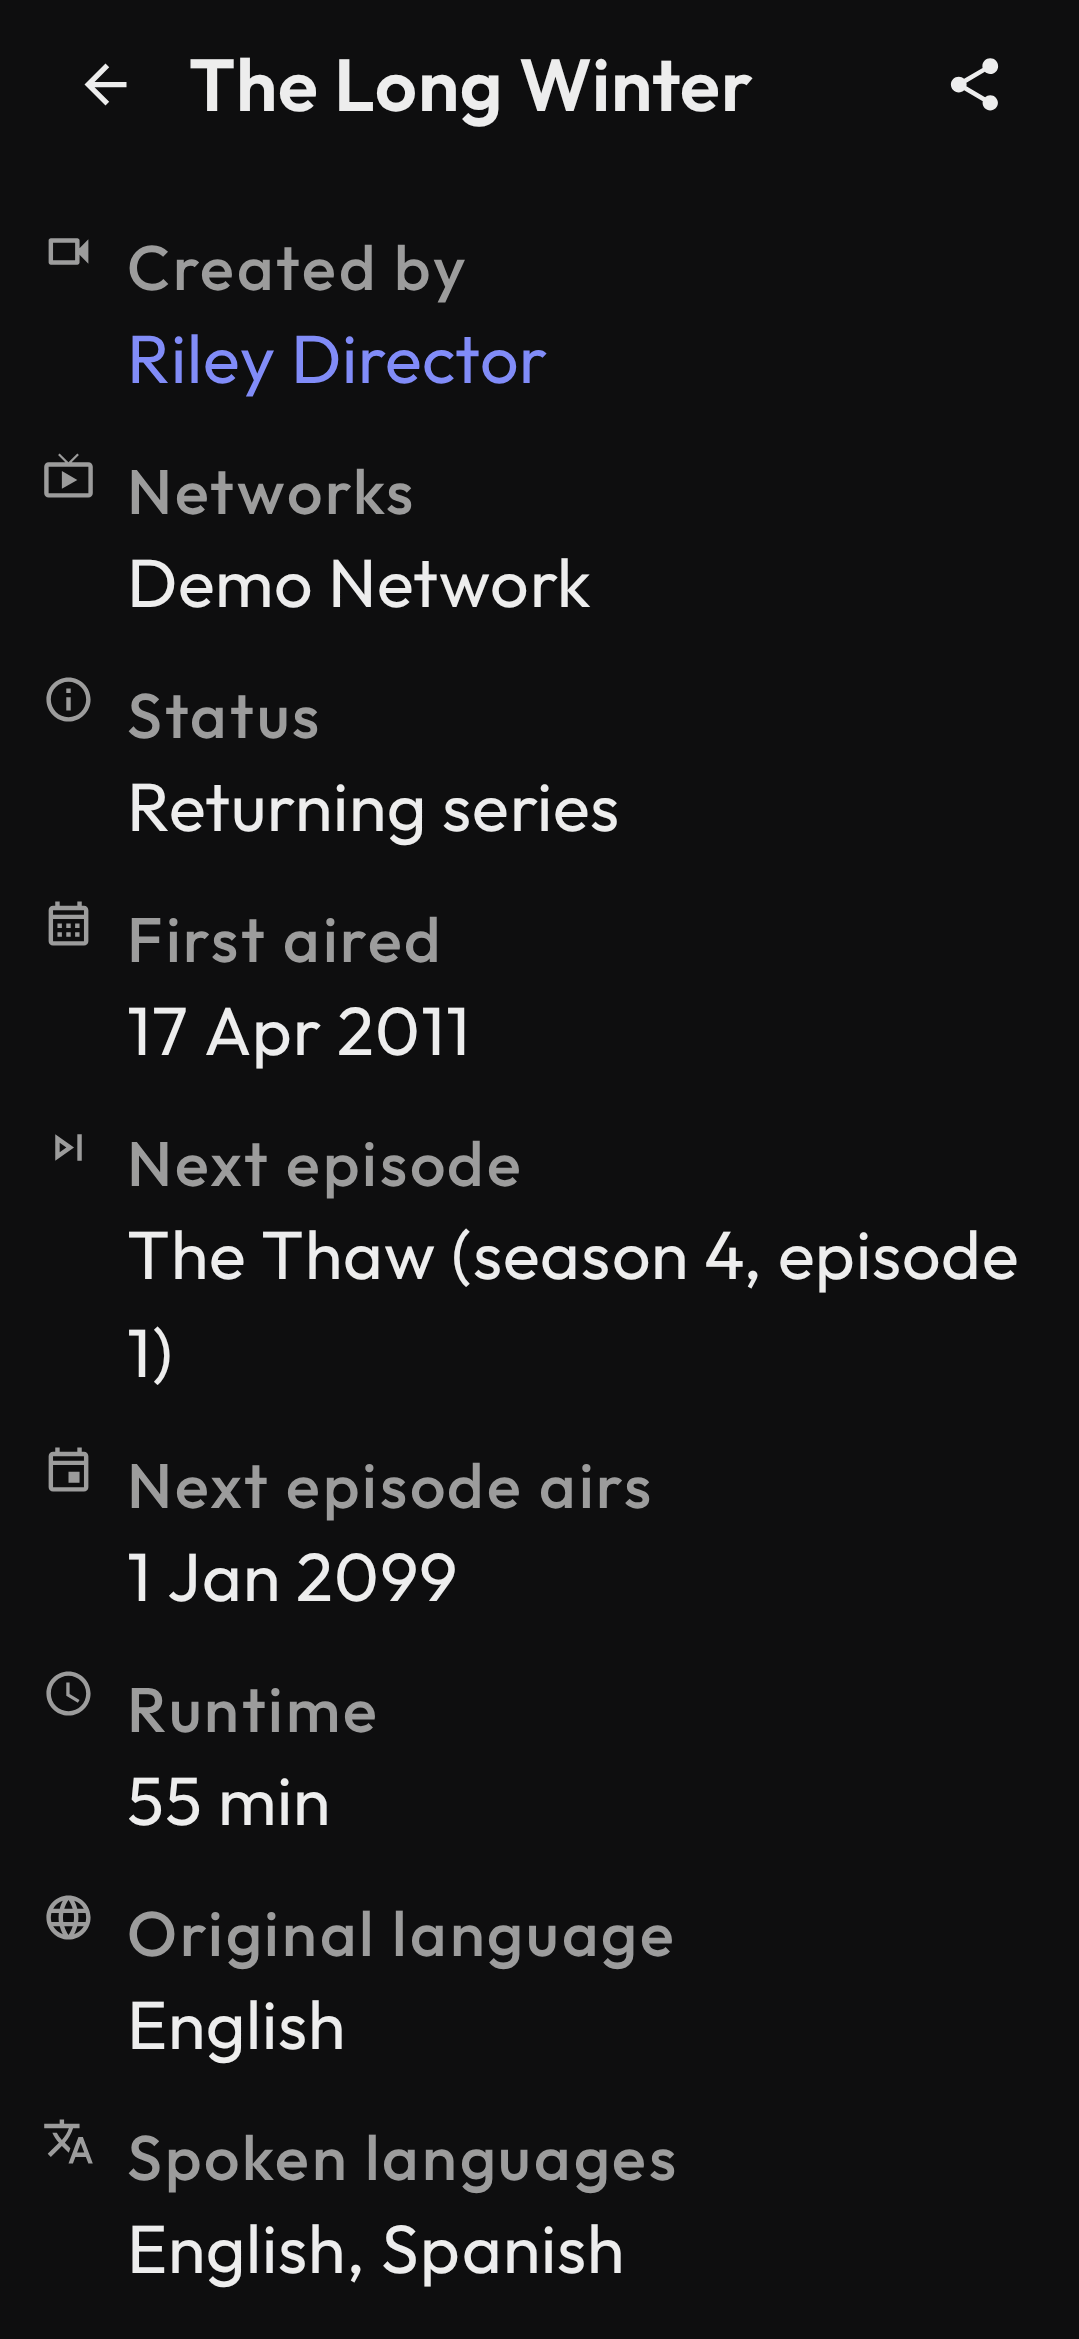 The Long Winter
Created by
Riley Director
Networks
Demo Network
Status
Returning series
First aired
17 Apr 2011
Next episode
The Thaw (season 4, episode
1)
Next episode airs
1 Jan 2099
Runtime
55 min
Original language
English
Spoken languages
English, Spanish